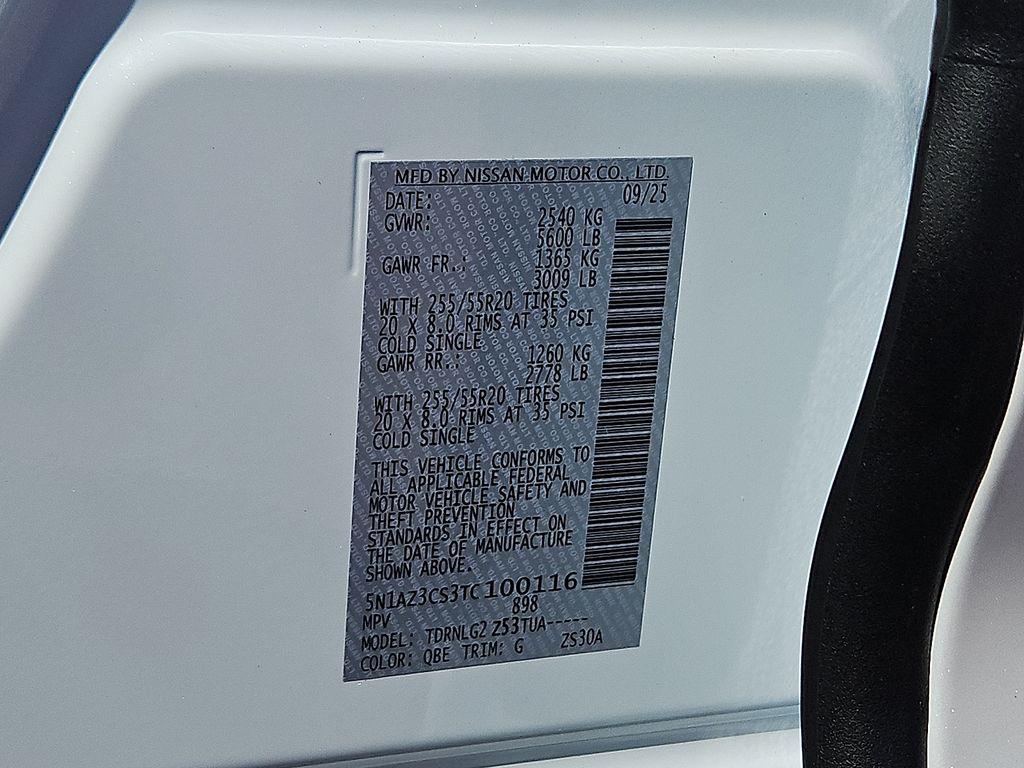 MFD BY NISSAN MOTOR CO., LTD.
DATE: 09/25
GVWR: 2540 KG
5600 LB
GAWR FR.: 1365 KG
3009 LB
WITH 255/55R20 TIRES
20 X 8.0 RIMS AT 35 PSI
COLD SINGLE
GAWR RR.: 1260 KG
2778 LB
WITH 255/55R20 TIRES
20 X 8.0 RIMS AT 35 PSI
COLD SINGLE
THIS VEHICLE CONFORMS TO
ALL APPLICABLE FEDERAL
MOTOR VEHICLE SAFETY AND
THEFT PREVENTION
STANDARDS IN EFFECT ON
THE DATE OF MANUFACTURE
SHOWN ABOVE.
5N1AZ3CS3TC100116
MPV 898
MODEL: TDRNLG2 Z53TUA-----
COLOR: QBE TRIM: G ZS30A